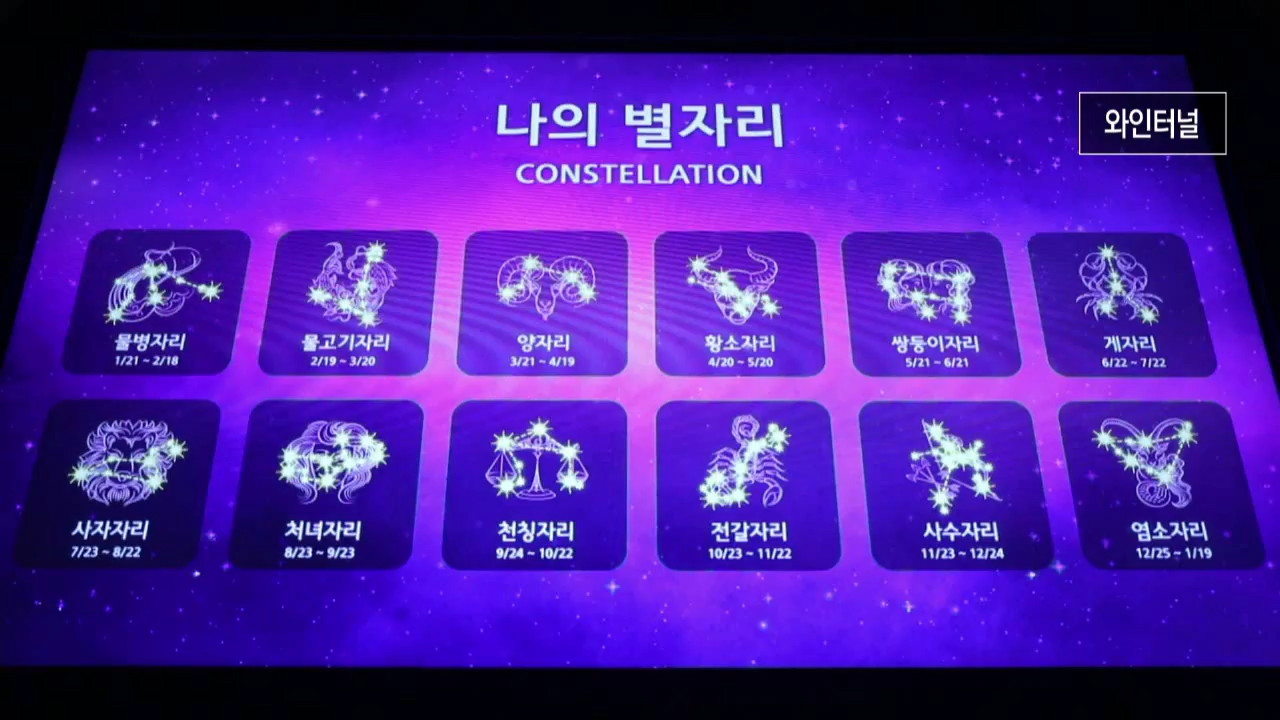 나의 별자리
와인터널
CONSTELLATION
물병자리
1/21 ~ 2/18
물고기자리
2/19 ~ 3/20
양자리
3/21 ~ 4/19
황소자리
4/20 ~ 5/20
쌍둥이자리
5/21 ~ 6/21
게자리
6/22 ~ 7/22
사자자리
7/23 ~ 8/22
처녀자리
8/23 ~ 9/23
천칭자리
9/24 ~ 10/22
전갈자리
10/23 ~ 11/22
사수자리
11/23 ~ 12/24
염소자리
12/25 ~ 1/19